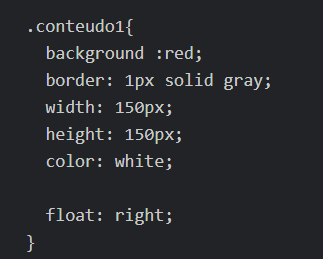 .conteudo1{
background :red;
border: 1px solid gray;
width: 150px;
height: 150px;
color: white;
float: right;
}